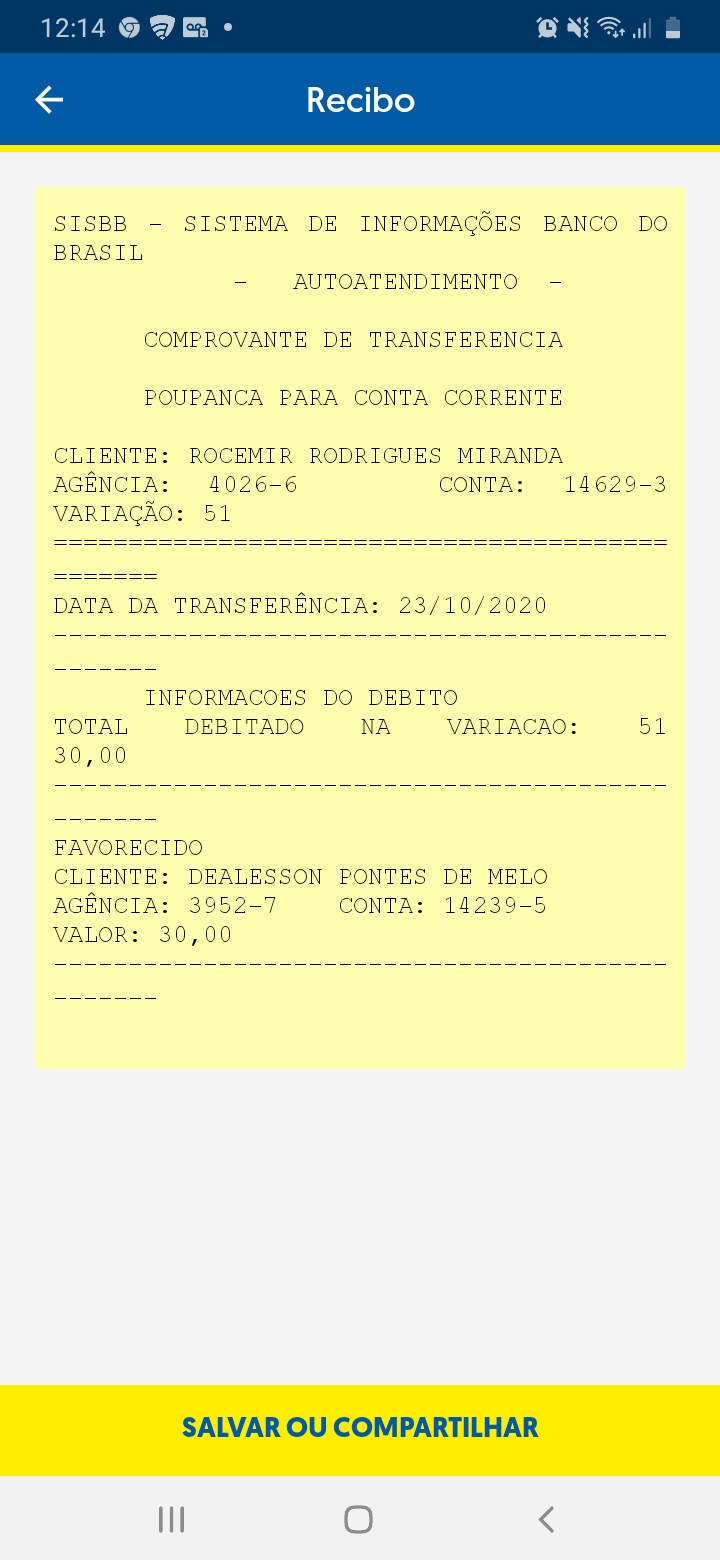 12:14
Recibo
SISBB - SISTEMA DE INFORMAÇÕES BANCO DO
BRASIL
- AUTOATENDIMENTO -
COMPROVANTE DE TRANSFERENCIA
POUPANCA PARA CONTA CORRENTE
CLIENTE: ROCEMIR RODRIGUES MIRANDA
AGÊNCIA: 4026-6 CONTA: 14629-3
VARIAÇÃO: 51
=========================================
=======
DATA DA TRANSFERÊNCIA: 23/10/2020
-----------------------------------------
-------
INFORMACOES DO DEBITO
TOTAL DEBITADO NA VARIACAO: 51
30,00
-----------------------------------------
-------
FAVORECIDO
CLIENTE: DEALESSON PONTES DE MELO
AGÊNCIA: 3952-7 CONTA: 14239-5
VALOR: 30,00
-----------------------------------------
-------
SALVAR OU COMPARTILHAR